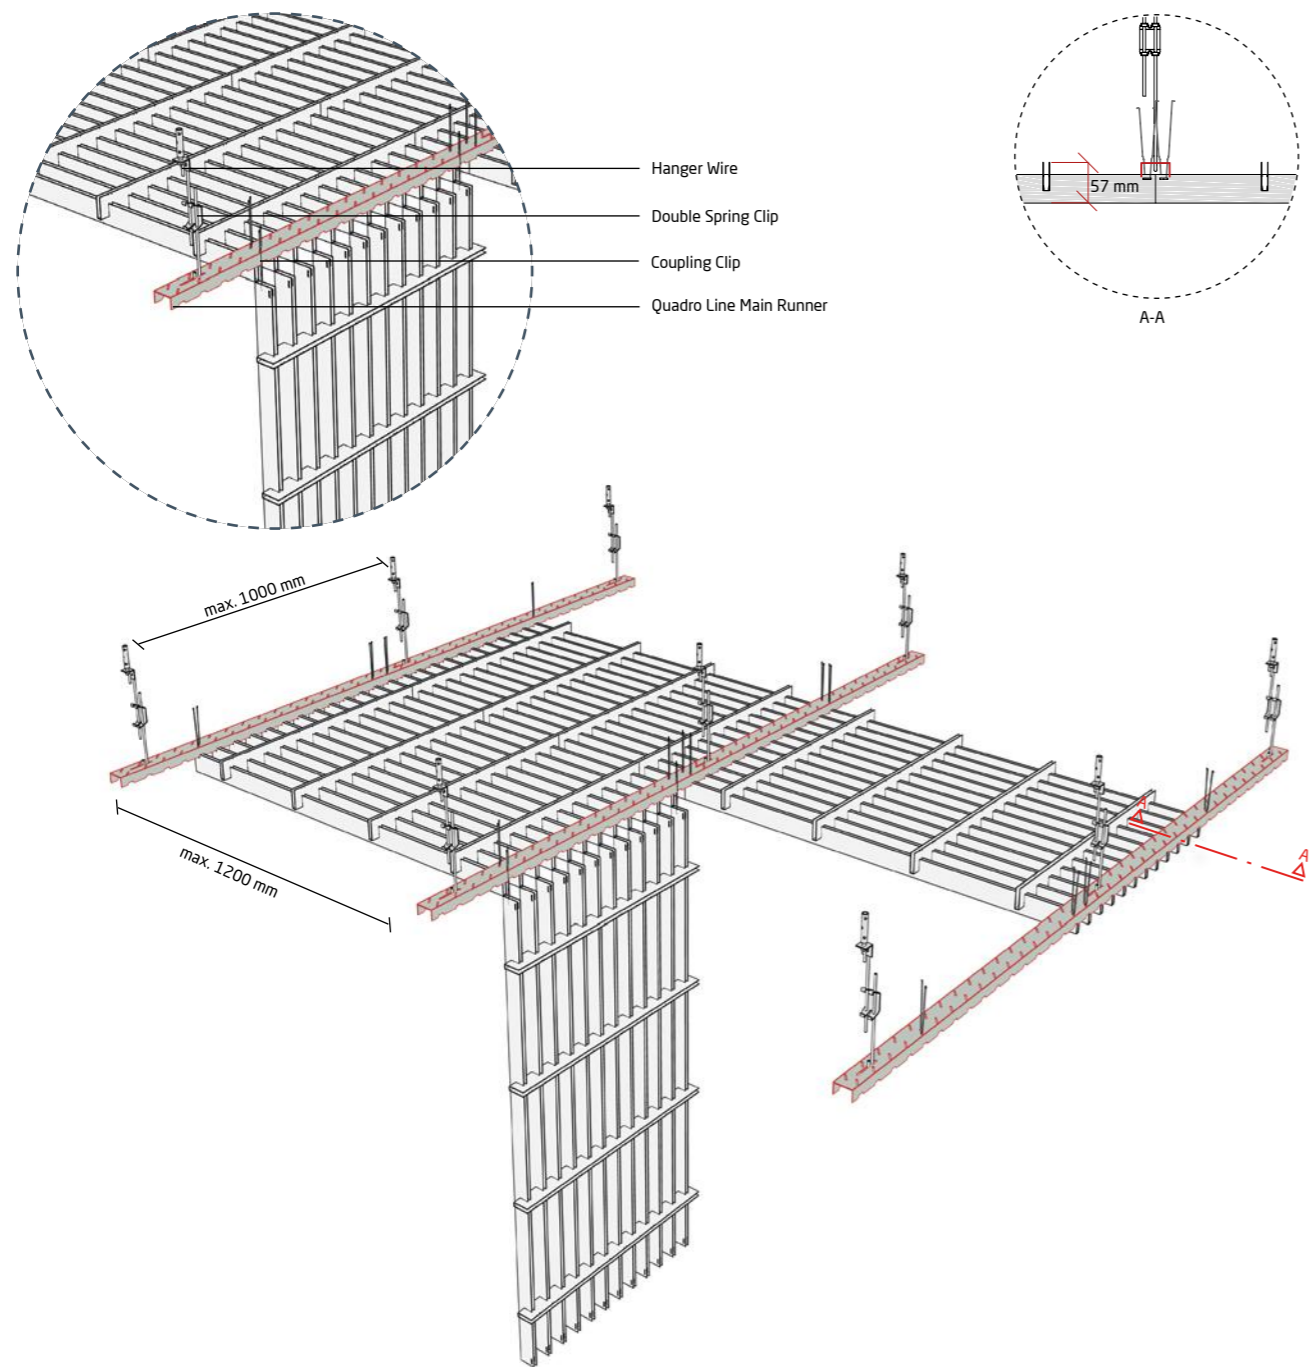 Hanger Wire
Double Spring Clip
Coupling Clip
Quadro Line Main Runner
57 mm
A-A
max. 1000 mm
max. 1200 mm
A
A